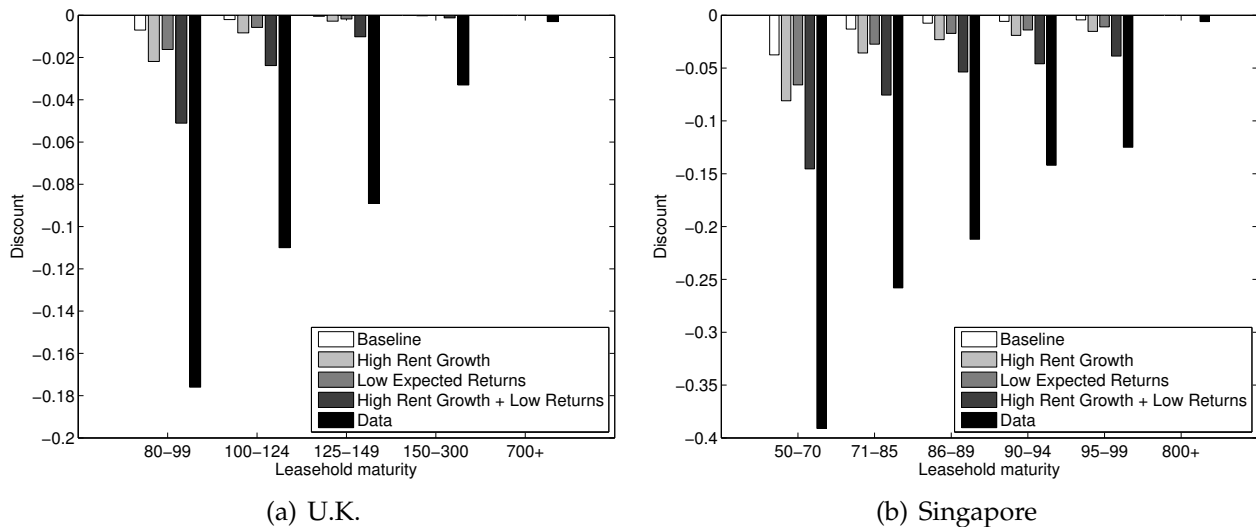 0
−0.02
−0.04
−0.06
−0.08
−0.1
−0.12
−0.14
−0.16
−0.18
−0.2
Discount
Baseline
High Rent Growth
Low Expected Returns
High Rent Growth + Low Returns
Data
80−99 100−124 125−149 150−300 700+
Leasehold maturity
(a) U.K.
0
−0.05
−0.1
−0.15
−0.2
−0.25
−0.3
−0.35
−0.4
Discount
Baseline
High Rent Growth
Low Expected Returns
High Rent Growth + Low Returns
Data
50−70 71−85 86−89 90−94 95−99 800+
Leasehold maturity
(b) Singapore